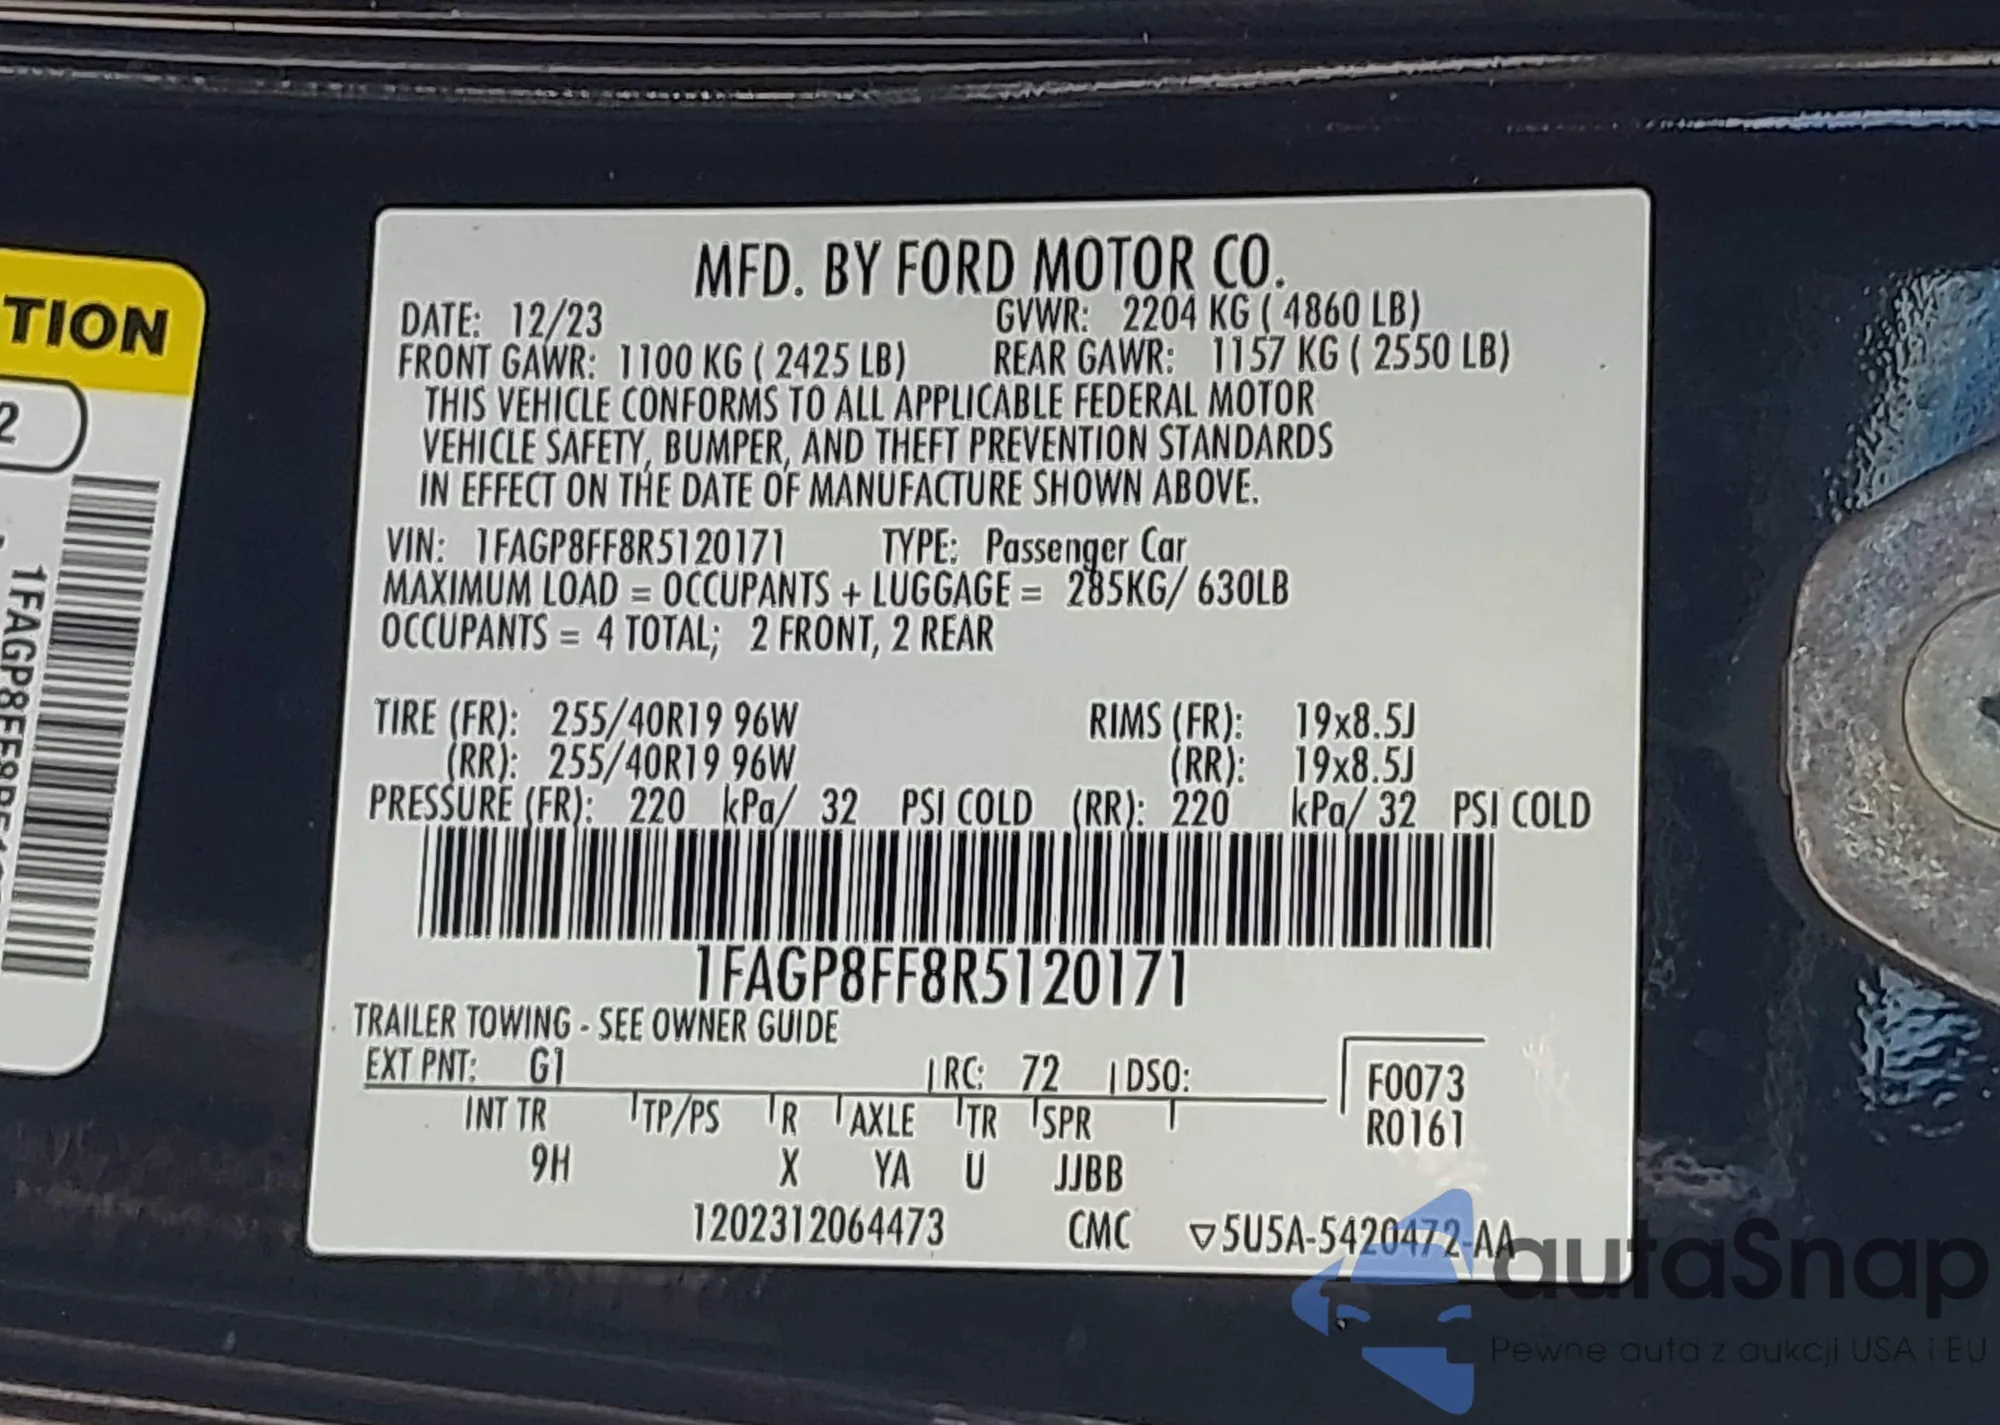 TION
2
1FAGP8FF8R512
MFD. BY FORD MOTOR CO.
DATE: 12/23 GVWR: 2204 KG ( 4860 LB)
FRONT GAWR: 1100 KG ( 2425 LB) REAR GAWR: 1157 KG ( 2550 LB)
THIS VEHICLE CONFORMS TO ALL APPLICABLE FEDERAL MOTOR
VEHICLE SAFETY, BUMPER, AND THEFT PREVENTION STANDARDS
IN EFFECT ON THE DATE OF MANUFACTURE SHOWN ABOVE.
VIN: 1FAGP8FF8R5120171 TYPE: Passenger Car
MAXIMUM LOAD = OCCUPANTS + LUGGAGE = 285KG/ 630LB
OCCUPANTS = 4 TOTAL; 2 FRONT, 2 REAR
TIRE (FR): 255/40R19 96W RIMS (FR): 19x8.5J
(RR): 255/40R19 96W (RR): 19x8.5J
PRESSURE (FR): 220 kPa/ 32 PSI COLD (RR): 220 kPa/ 32 PSI COLD
1FAGP8FF8R5120171
TRAILER TOWING - SEE OWNER GUIDE
EXT PNT: G1 RC: 72 DSO:
F0073
R0161
INT TR TP/PS R AXLE TR SPR
9H X YA U JJBB
1202312064473 CMC ▽5U5A-5420472-AA
autaSnap
Pewne auta z aukcji USA i EU